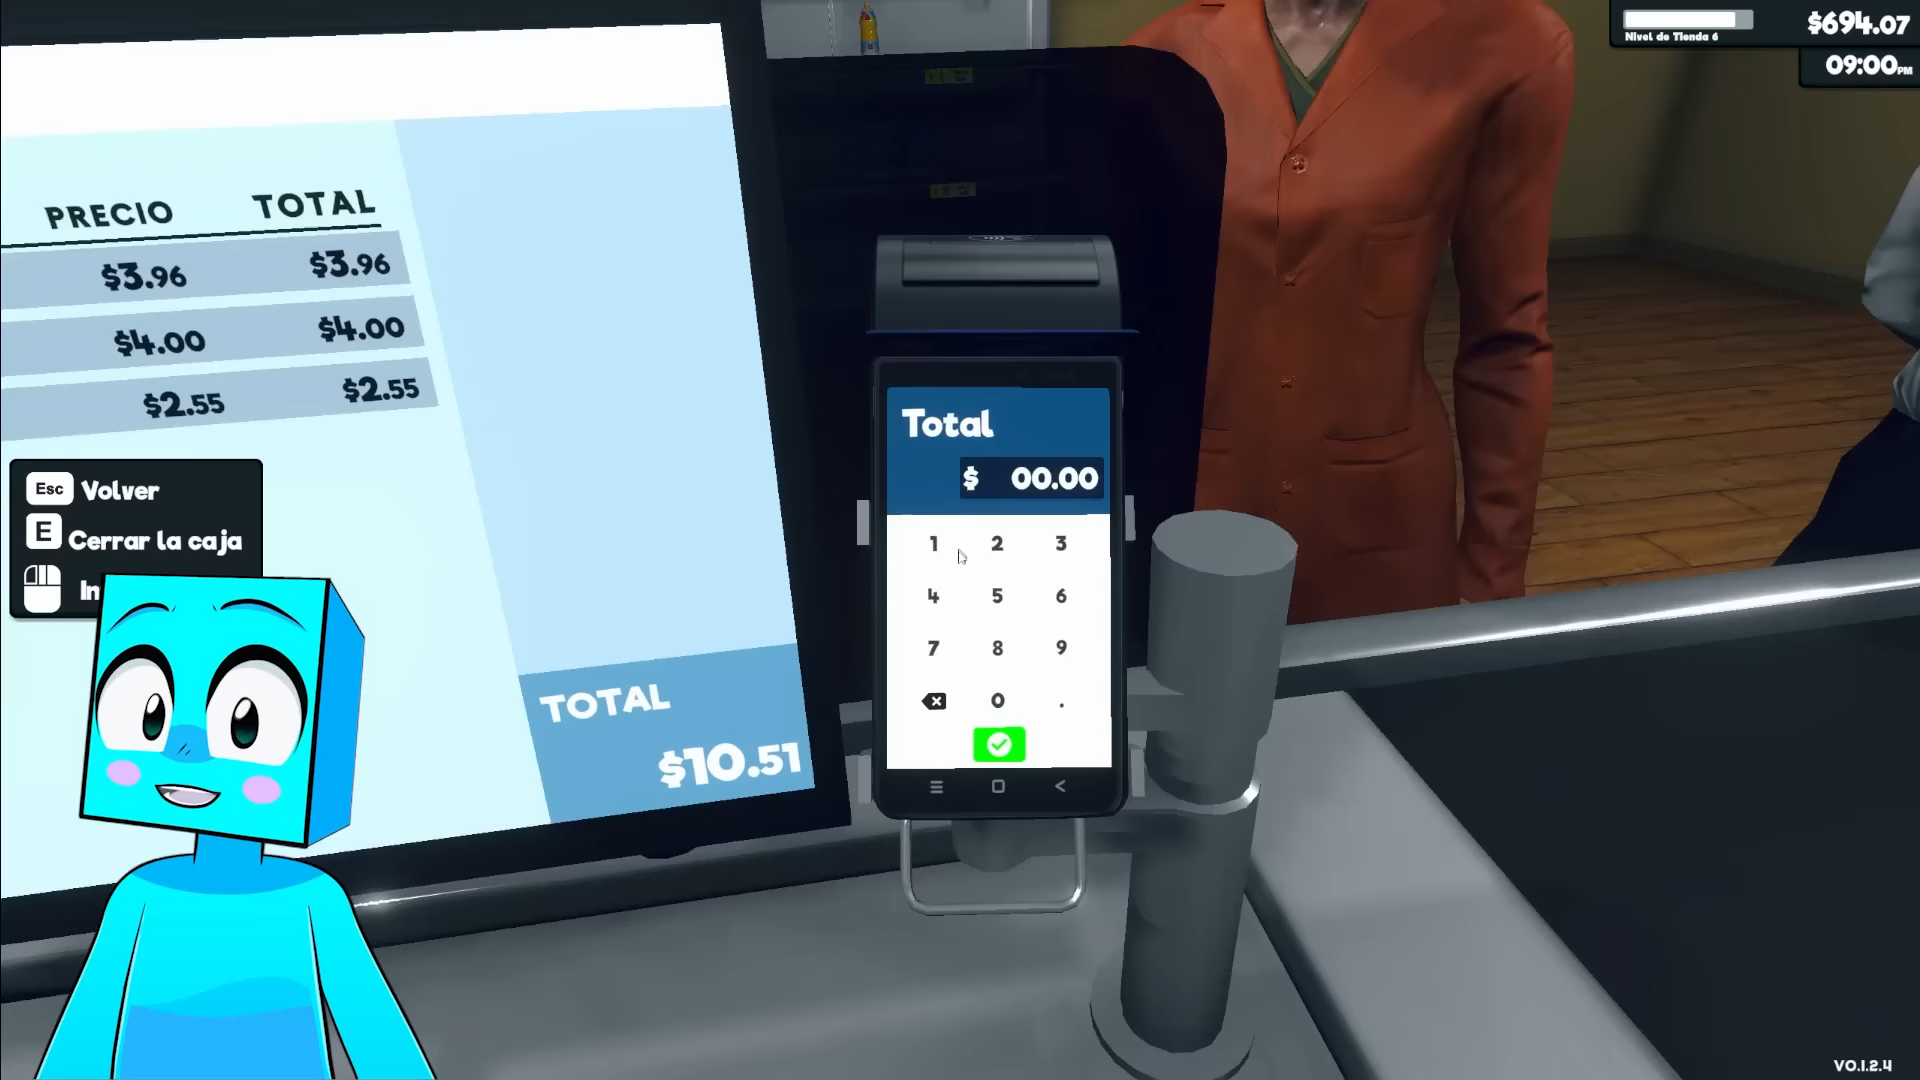 $694.07
Nivel de Tienda 6
09:00PM
PRECIO TOTAL
$3.96 $3.96
$4.00 $4.00
$2.55 $2.55
Esc Volver
E Cerrar la caja
In
TOTAL
$10.51
Total
$ 00.00
1 2 3
4 5 6
7 8 9
0 .
V0.1.2.4